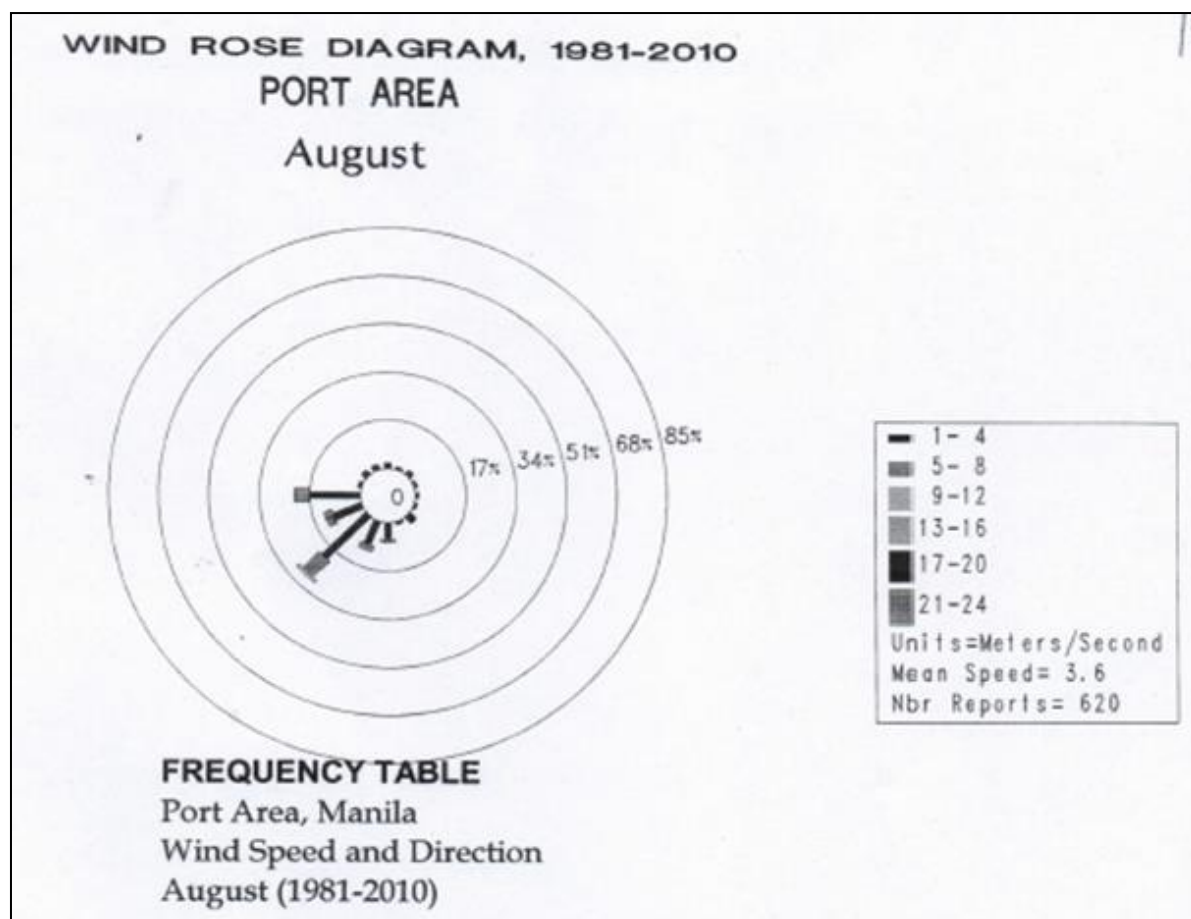 WIND ROSE DIAGRAM, 1981-2010
PORT AREA
August
0
17%
34%
51%
68%
85%
1- 4
5- 8
9-12
13-16
17-20
21-24
Units=Meters/Second
Mean Speed= 3.6
Nbr Reports= 620
FREQUENCY TABLE
Port Area, Manila
Wind Speed and Direction
August (1981-2010)